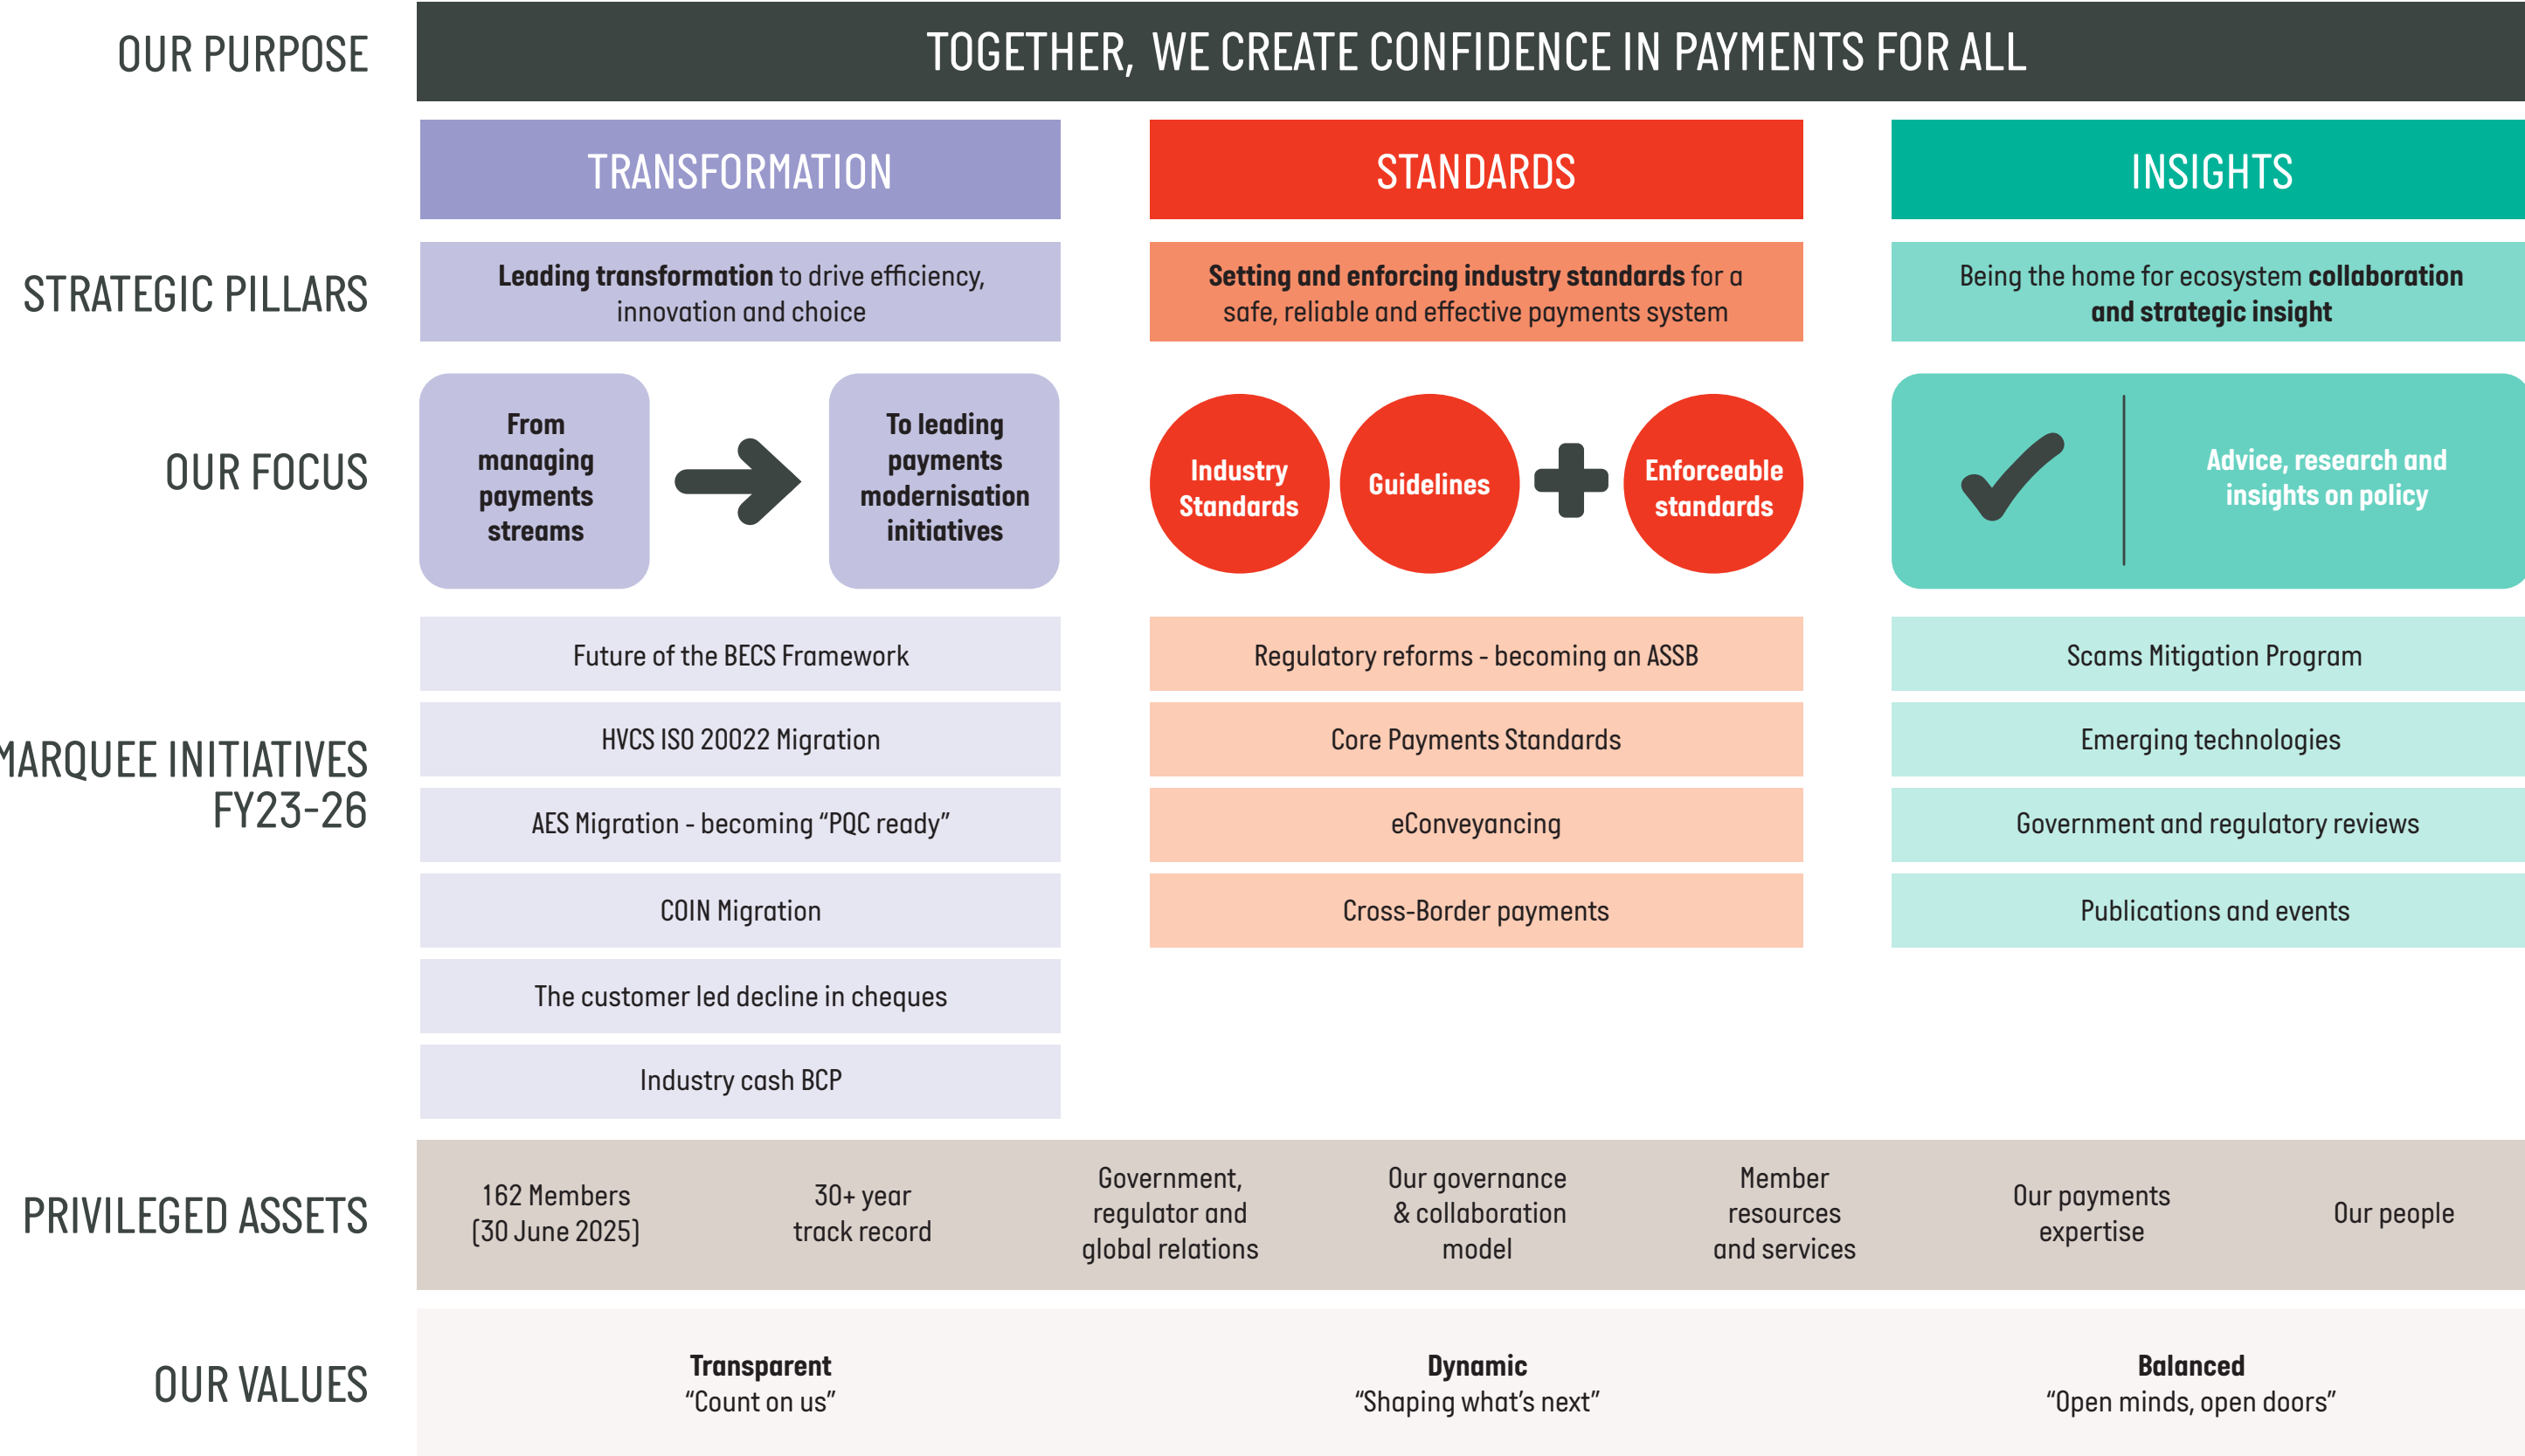 OUR PURPOSE
TOGETHER, WE CREATE CONFIDENCE IN PAYMENTS FOR ALL
TRANSFORMATION
STANDARDS
INSIGHTS
STRATEGIC PILLARS
Leading transformation to drive efficiency,
innovation and choice
Setting and enforcing industry standards for a
safe, reliable and effective payments system
Being the home for ecosystem collaboration
and strategic insight
OUR FOCUS
From
managing
payments
streams
To leading
payments
modernisation
initiatives
Industry
Standards
Guidelines
Enforceable
standards
Advice, research and
insights on policy
MARQUEE INITIATIVES
FY23-26
Future of the BECS Framework
HVCS ISO 20022 Migration
AES Migration - becoming “PQC ready”
COIN Migration
The customer led decline in cheques
Industry cash BCP
Regulatory reforms - becoming an ASSB
Core Payments Standards
eConveyancing
Cross-Border payments
Scams Mitigation Program
Emerging technologies
Government and regulatory reviews
Publications and events
PRIVILEGED ASSETS
162 Members
(30 June 2025)
30+ year
track record
Government,
regulator and
global relations
Our governance
& collaboration
model
Member
resources
and services
Our payments
expertise
Our people
OUR VALUES
Transparent
“Count on us”
Dynamic
“Shaping what’s next”
Balanced
“Open minds, open doors”